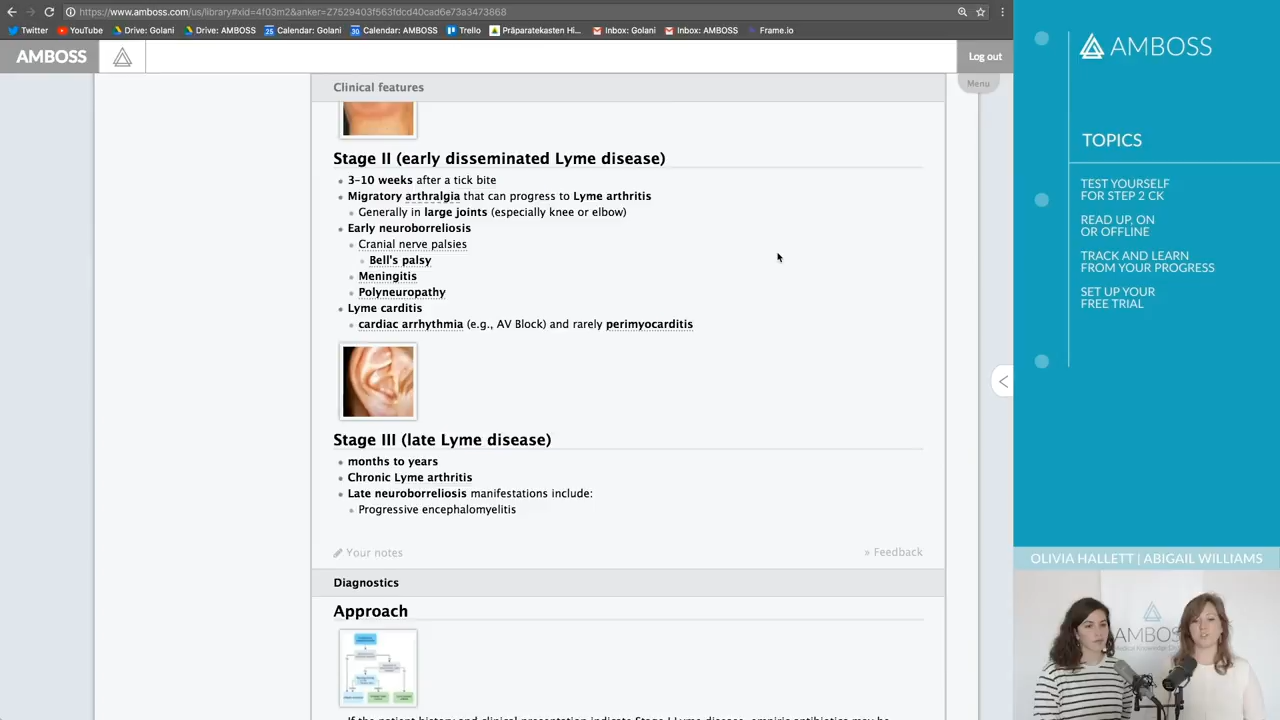 https://www.amboss.com/us/library#xid=4f03m2&anker=Z7529403f563fdcd40cad6e73a3473868
Twitter YouTube Drive: Golani Drive: AMBOSS Calendar: Golani Calendar: AMBOSS Trello Präparatekasten Hi... Inbox: Golani Inbox: AMBOSS Frame.io
AMBOSS
Log out
Menu
Clinical features
Stage II (early disseminated Lyme disease)
3-10 weeks after a tick bite
Migratory arthralgia that can progress to Lyme arthritis
Generally in large joints (especially knee or elbow)
Early neuroborreliosis
Cranial nerve palsies
Bell's palsy
Meningitis
Polyneuropathy
Lyme carditis
cardiac arrhythmia (e.g., AV Block) and rarely perimyocarditis
Stage III (late Lyme disease)
months to years
Chronic Lyme arthritis
Late neuroborreliosis manifestations include:
Progressive encephalomyelitis
Your notes
» Feedback
Diagnostics
Approach
AMBOSS
TOPICS
TEST YOURSELF
FOR STEP 2 CK
READ UP, ON
OR OFFLINE
TRACK AND LEARN
FROM YOUR PROGRESS
SET UP YOUR
FREE TRIAL
OLIVIA HALLETT | ABIGAIL WILLIAMS
AMBOSS